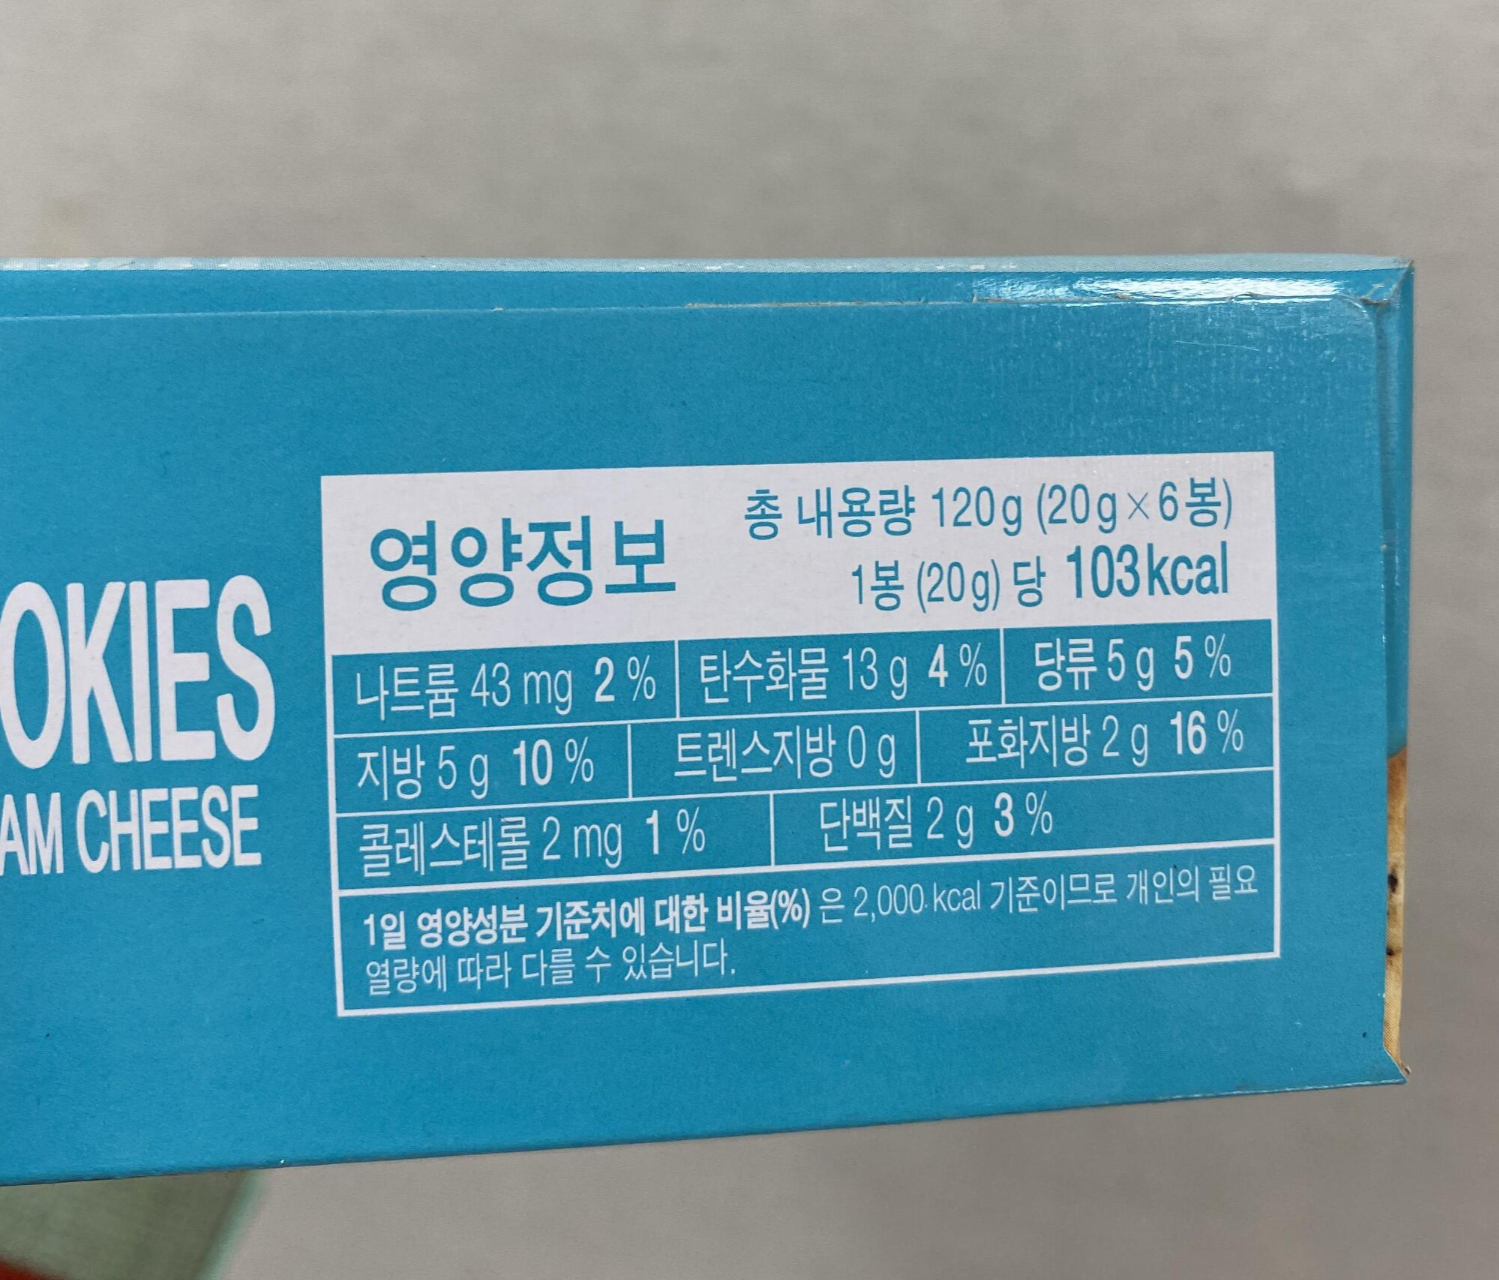 OKIES
AM CHEESE
영양정보
총 내용량 120g (20g×6봉)
1봉 (20g) 당 103kcal
나트륨 43 mg 2 % 탄수화물 13 g 4 % 당류 5 g 5 %
지방 5 g 10 % 트렌스지방 0 g 포화지방 2 g 16 %
콜레스테롤 2 mg 1 % 단백질 2 g 3 %
1일 영양성분 기준치에 대한 비율(%) 은 2,000 kcal 기준이므로 개인의 필요
열량에 따라 다를 수 있습니다.